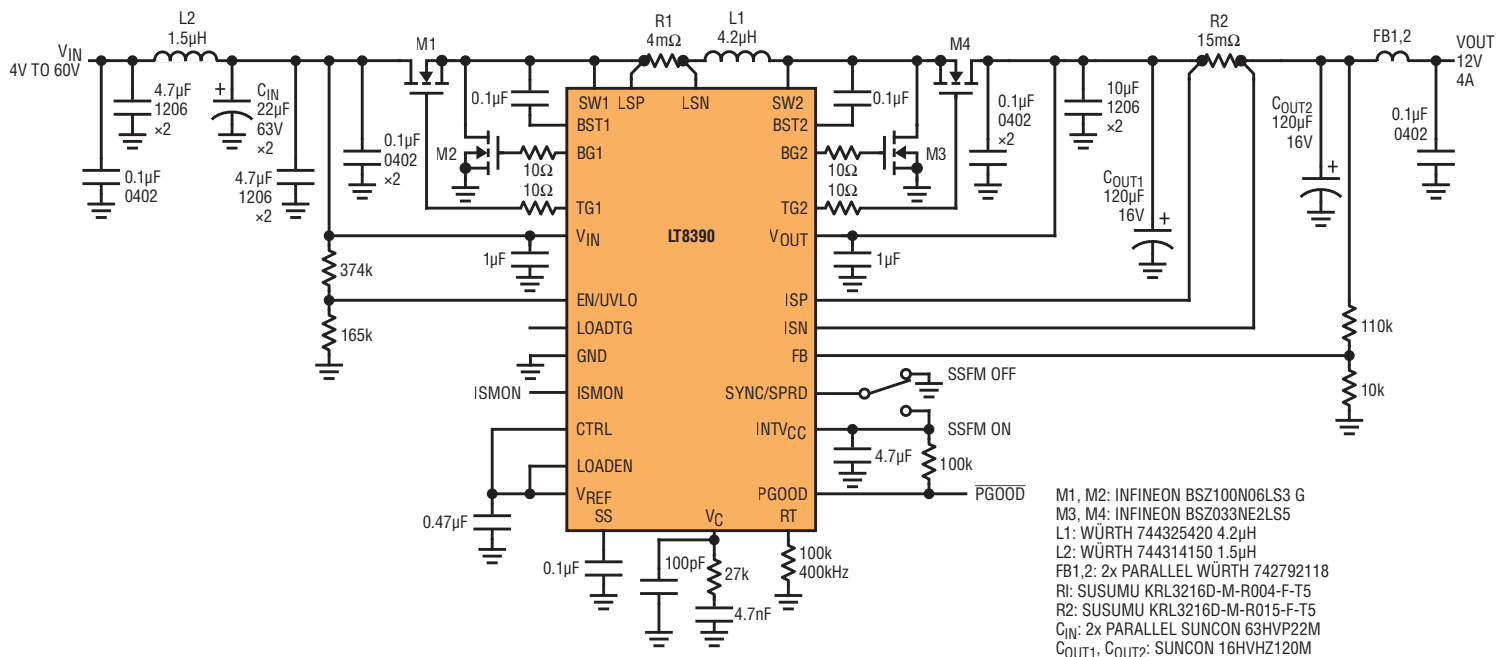 L2
1.5µH
VIN
4V TO 60V
4.7µF
1206
×2
+
CIN
22µF
63V
×2
0.1µF
0402
4.7µF
1206
×2
0.1µF
0402
×2
M1
0.1µF
M2
10Ω
10Ω
R1
4mΩ
L1
4.2µH
SW1
LSP
LSN
SW2
BST1
BST2
BG1
BG2
TG1
TG2
VIN
LT8390
VOUT
EN/UVLO
ISP
LOADTG
ISN
GND
FB
ISMON
ISMON
SYNC/SPRD
CTRL
INTVCC
LOADEN
VREF
PGOOD
SS
VC
RT
1µF
374k
165k
0.47µF
0.1µF
100pF
27k
4.7nF
100k
400kHz
0.1µF
M3
10Ω
10Ω
1µF
M4
0.1µF
0402
×2
10µF
1206
×2
R2
15mΩ
COUT1
120µF
16V
+
COUT2
120µF
16V
+
FB1,2
VOUT
12V
4A
0.1µF
0402
110k
10k
SSFM OFF
SSFM ON
4.7µF
100k
PGOOD
M1, M2: INFINEON BSZ100N06LS3 G
M3, M4: INFINEON BSZ033NE2LS5
L1: WÜRTH 744325420 4.2µH
L2: WÜRTH 744314150 1.5µH
FB1,2: 2x PARALLEL WÜRTH 742792118
RI: SUSUMU KRL3216D-M-R004-F-T5
R2: SUSUMU KRL3216D-M-R015-F-T5
CIN: 2x PARALLEL SUNCON 63HVP22M
COUT1, COUT2: SUNCON 16HVHZ120M